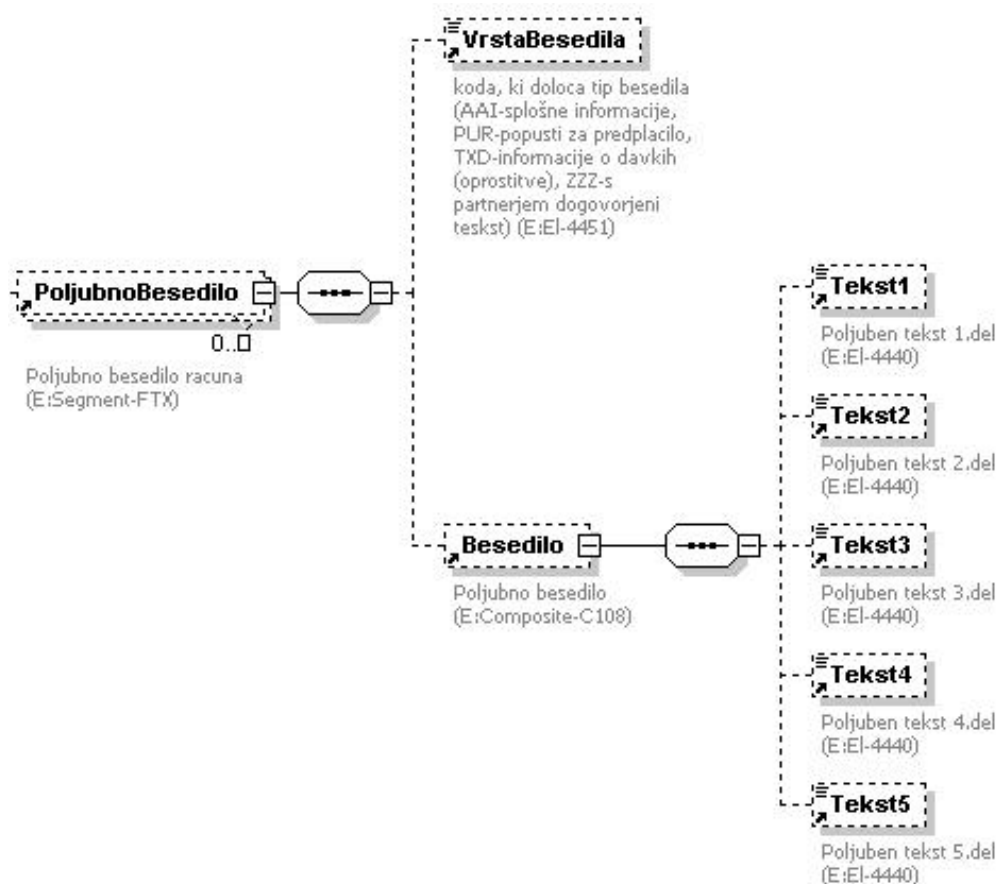 VrstaBesedila
koda, ki doloca tip besedila
(AAI-splošne informacije,
PUR-popusti za predplacilo,
TXD-informacije o davkih
(oprostitve), ZZZ-s
partnerjem dogovorjeni
teskst) (E:El-4451)
PoljubnoBesedilo
0..
Poljubno besedilo racuna
(E:Segment-FTX)
Besedilo
Poljubno besedilo
(E:Composite-C108)
Tekst1
Poljuben tekst 1.del
(E:El-4440)
Tekst2
Poljuben tekst 2.del
(E:El-4440)
Tekst3
Poljuben tekst 3.del
(E:El-4440)
Tekst4
Poljuben tekst 4.del
(E:El-4440)
Tekst5
Poljuben tekst 5.del
(E:El-4440)